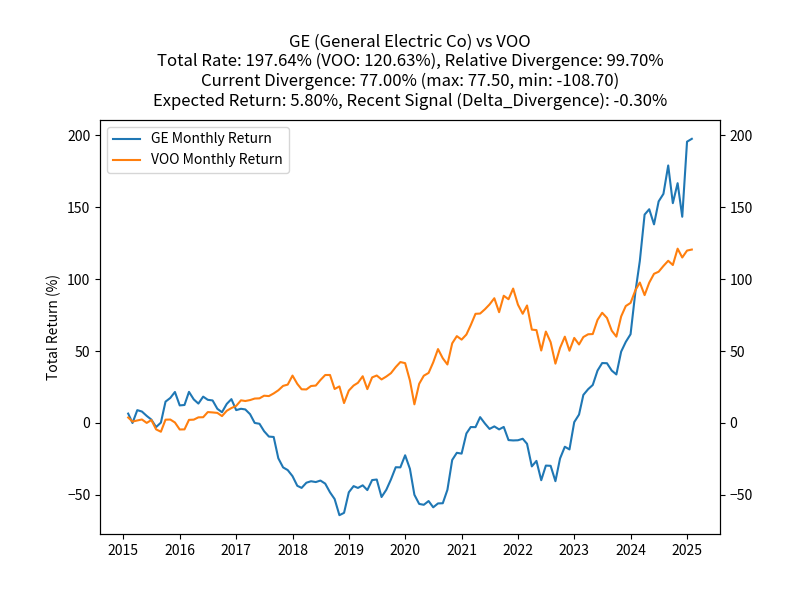 GE (General Electric Co) vs VOO
Total Rate: 197.64% (VOO: 120.63%), Relative Divergence: 99.70%
Current Divergence: 77.00% (max: 77.50, min: -108.70)
Expected Return: 5.80%, Recent Signal (Delta_Divergence): -0.30%
GE Monthly Return
VOO Monthly Return
Total Return (%)
200
150
100
50
0
−50
200
150
100
50
0
−50
2015 2016 2017 2018 2019 2020 2021 2022 2023 2024 2025